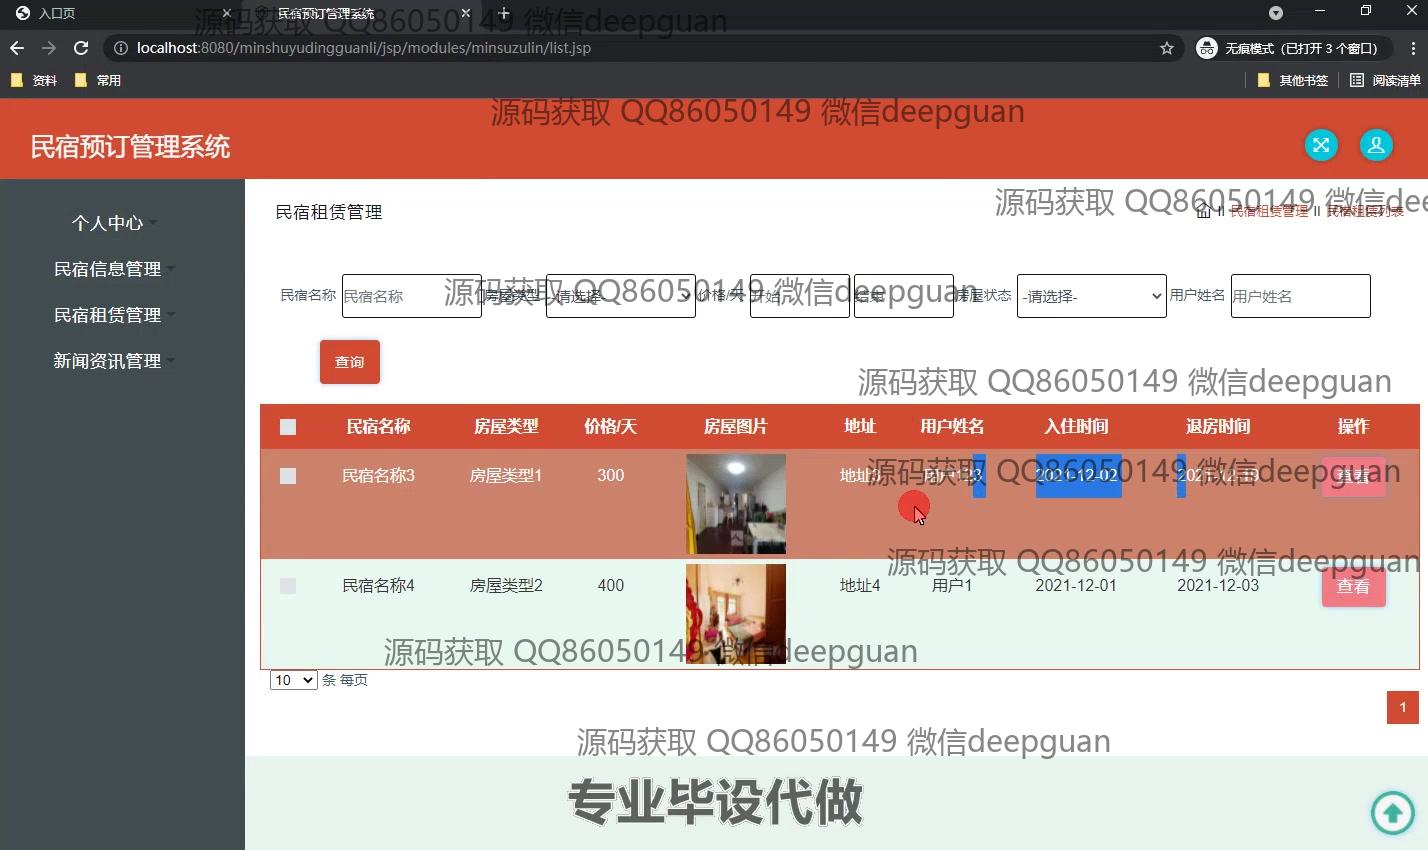 入口页
民宿预订管理系统
localhost:8080/minshuyudingguanli/jsp/modules/minsuzulin/list.jsp
无痕模式（已打开 3 个窗口）
资料 常用 其他书签 阅读清单
源码获取 QQ86050149 微信deepguan
源码获取 QQ86050149 微信deepguan
民宿预订管理系统
个人中心
民宿信息管理
民宿租赁管理
新闻资讯管理
民宿租赁管理
源码获取 QQ86050149 微信deepguan
民宿租赁管理 II 民宿租赁列表
民宿名称 民宿名称 房屋类型 -请选择- 价格/天 开始 结束 房屋状态 -请选择- 用户姓名 用户姓名
源码获取 QQ86050149 微信deepguan
查询
源码获取 QQ86050149 微信deepguan
民宿名称 房屋类型 价格/天 房屋图片 地址 用户姓名 入住时间 退房时间 操作
民宿名称3 房屋类型1 300 地址3 用户123 2021-12-02 2021-12-19 查看
源码获取 QQ86050149 微信deepguan
源码获取 QQ86050149 微信deepguan
民宿名称4 房屋类型2 400 地址4 用户1 2021-12-01 2021-12-03 查看
源码获取 QQ86050149 微信deepguan
10 条 每页
1
源码获取 QQ86050149 微信deepguan
专业毕设代做